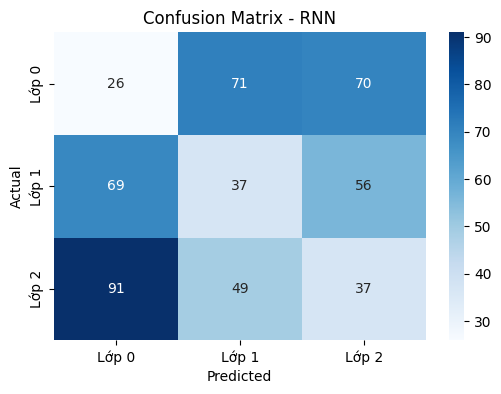 Confusion Matrix - RNN
Actual
Lớp 0
26 71 70
Lớp 1
69 37 56
Lớp 2
91 49 37
Lớp 0 Lớp 1 Lớp 2
Predicted
90
80
70
60
50
40
30